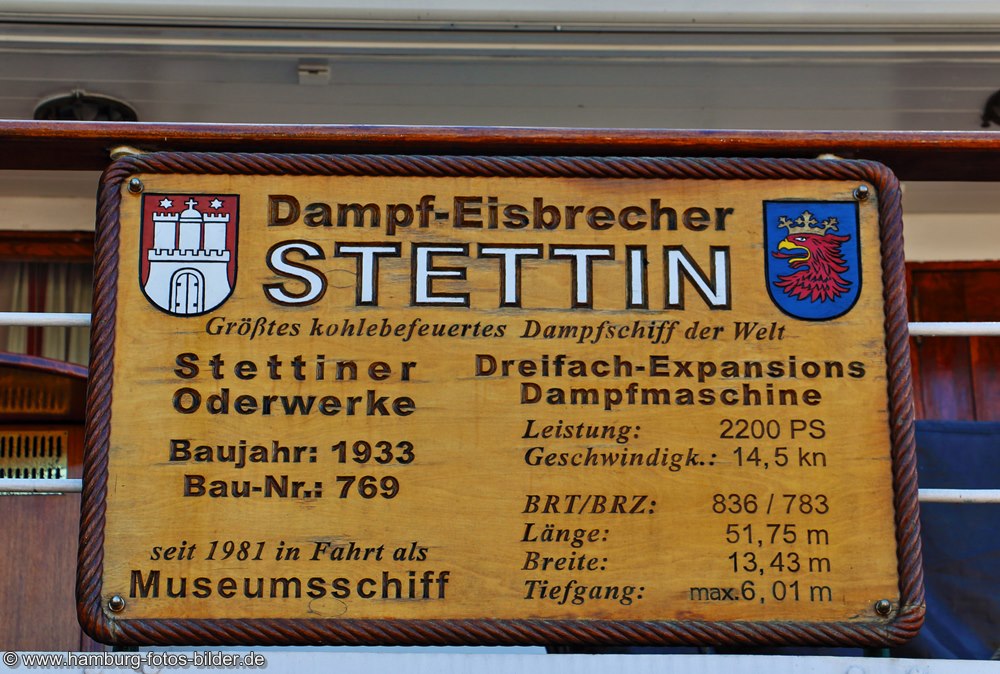 Dampf-Eisbrecher
STETTIN
Größtes kohlebefeuertes Dampfschiff der Welt
Stettiner
Oderwerke
Baujahr: 1933
Bau-Nr.: 769
seit 1981 in Fahrt als
Museumsschiff
Dreifach-Expansions
Dampfmaschine
Leistung: 2200 PS
Geschwindigk.: 14,5 kn
BRT/BRZ: 836 / 783
Länge: 51,75 m
Breite: 13,43 m
Tiefgang: max.6,01 m
© www.hamburg-fotos-bilder.de